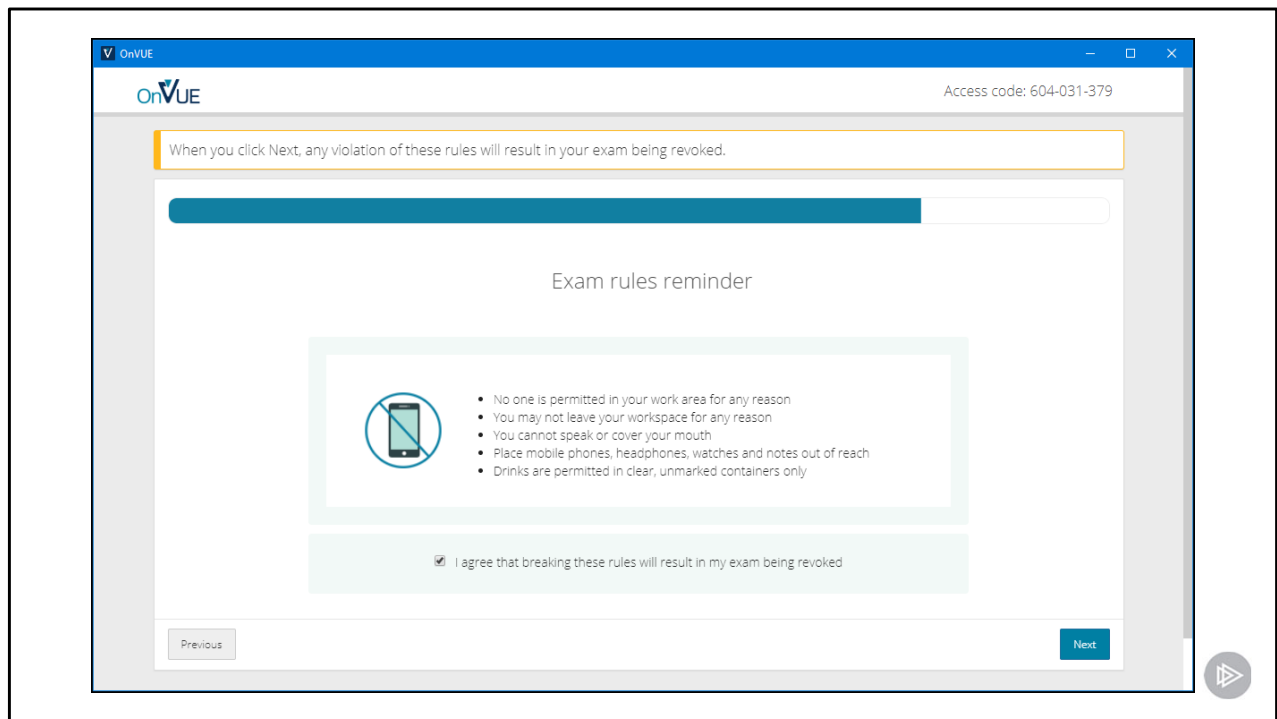 OnVUE
OnVUE
Access code: 604-031-379
When you click Next, any violation of these rules will result in your exam being revoked.
Exam rules reminder
• No one is permitted in your work area for any reason
• You may not leave your workspace for any reason
• You cannot speak or cover your mouth
• Place mobile phones, headphones, watches and notes out of reach
• Drinks are permitted in clear, unmarked containers only
I agree that breaking these rules will result in my exam being revoked
Previous
Next